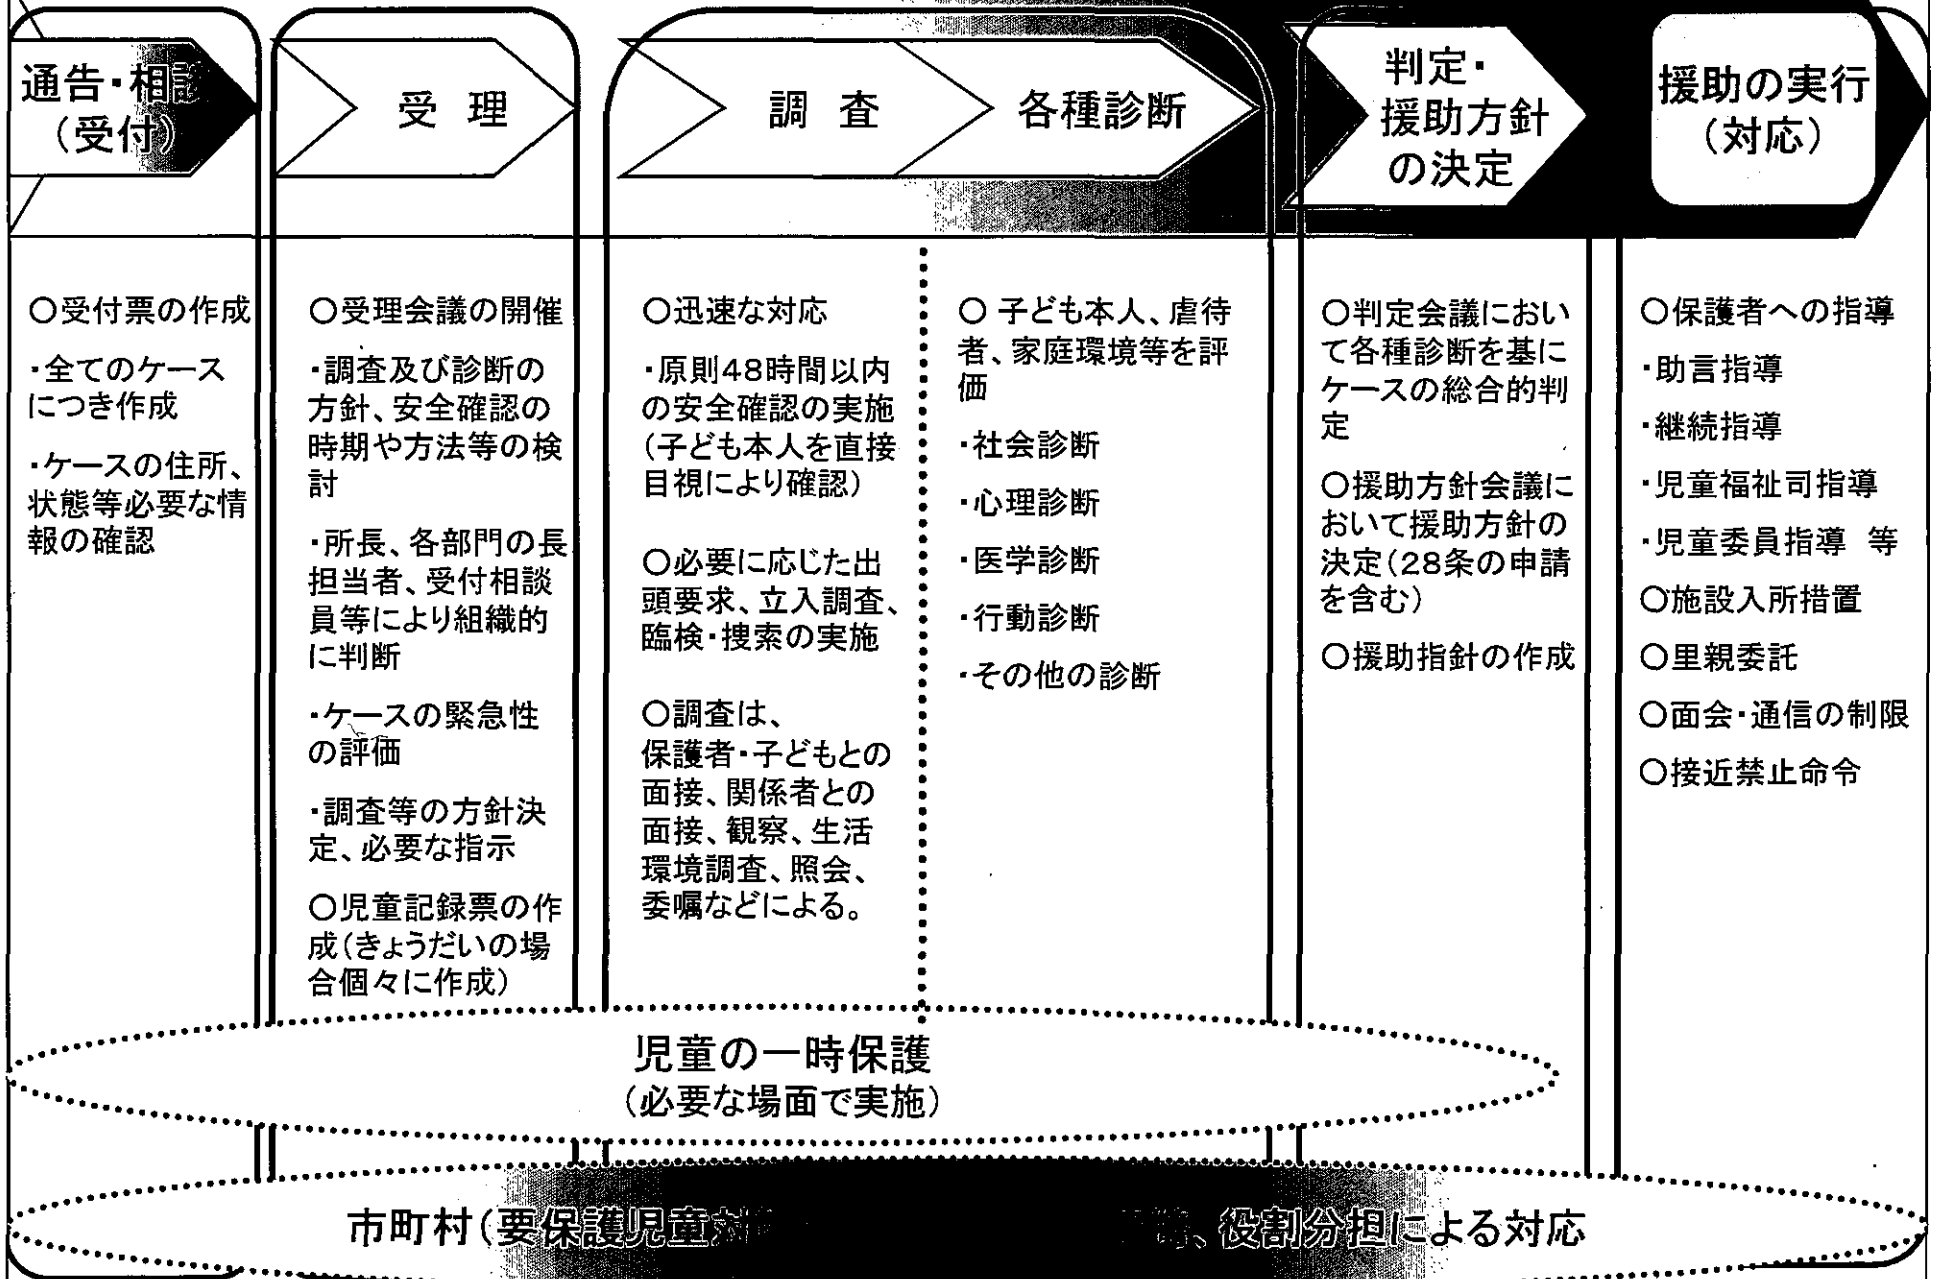 通告・相談
（受付）
受 理
調 査
各種診断
判定・
援助方針
の決定
援助の実行
（対応）
○受付票の作成
・全てのケース
につき作成
・ケースの住所、
状態等必要な情
報の確認
○受理会議の開催
・調査及び診断の
方針、安全確認の
時期や方法等の検
討
・所長、各部門の長
担当者、受付相談
員等により組織的
に判断
・ケースの緊急性
の評価
・調査等の方針決
定、必要な指示
○児童記録票の作
成（きょうだいの場
合個々に作成）
○迅速な対応
・原則48時間以内
の安全確認の実施
（子ども本人を直接
目視により確認）
○必要に応じた出
頭要求、立入調査、
臨検・捜索の実施
○調査は、
保護者・子どもとの
面接、関係者との
面接、観察、生活
環境調査、照会、
委嘱などによる。
○ 子ども本人、虐待
者、家庭環境等を評
価
・社会診断
・心理診断
・医学診断
・行動診断
・その他の診断
○判定会議におい
て各種診断を基に
ケースの総合的判
定
○援助方針会議に
おいて援助方針の
決定（28条の申請
を含む）
○援助指針の作成
○保護者への指導
・助言指導
・継続指導
・児童福祉司指導
・児童委員指導 等
○施設入所措置
○里親委託
○面会・通信の制限
○接近禁止命令
児童の一時保護
（必要な場面で実施）
市町村（要保護児童対 、役割分担による対応